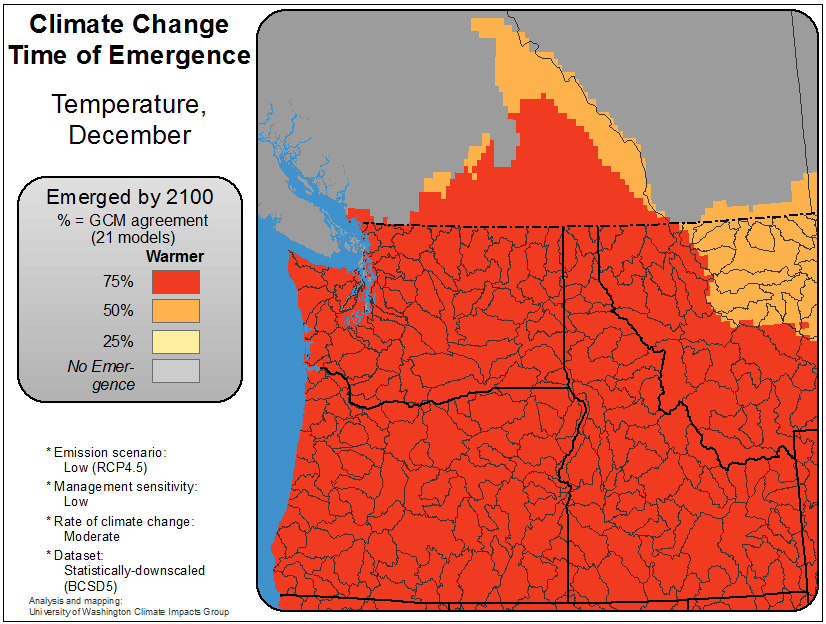 Climate Change
Time of Emergence
Temperature,
December
Emerged by 2100
% = GCM agreement
(21 models)
Warmer
75%
50%
25%
No Emer-
gence
* Emission scenario:
Low (RCP4.5)
* Management sensitivity:
Low
* Rate of climate change:
Moderate
* Dataset:
Statistically-downscaled
(BCSD5)
Analysis and mapping:
University of Washington Climate Impacts Group